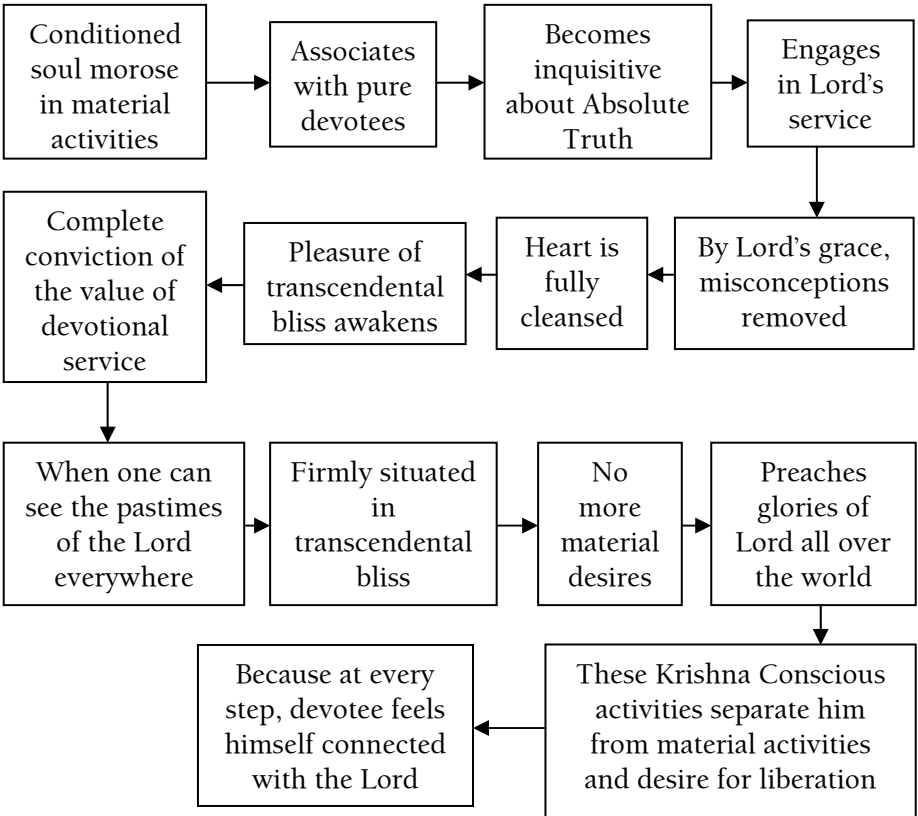 Conditioned
soul morose
in material
activities
Associates
with pure
devotees
Becomes
inquisitive
about Absolute
Truth
Engages
in Lord's
service
By Lord's grace,
misconceptions
removed
Heart is
fully
cleansed
Pleasure of
transcendental
bliss awakens
Complete
conviction of
the value of
devotional
service
When one can
see the pastimes
of the Lord
everywhere
Firmly situated
in
transcendental
bliss
No
more
material
desires
Preaches
glories of
Lord all over
the world
These Krishna Conscious
activities separate him
from material activities
and desire for liberation
Because at every
step, devotee feels
himself connected
with the Lord